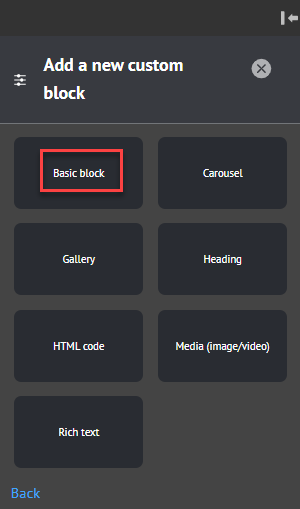 Add a new custom
block
Basic block
Carousel
Gallery
Heading
HTML code
Media (image/video)
Rich text
Back